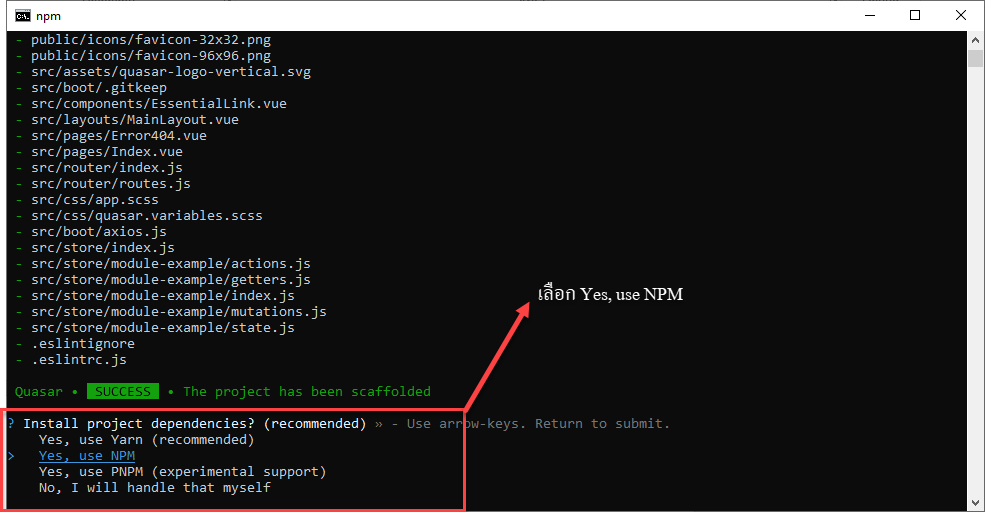 npm
- public/icons/favicon-32x32.png
- public/icons/favicon-96x96.png
- src/assets/quasar-logo-vertical.svg
- src/boot/.gitkeep
- src/components/EssentialLink.vue
- src/layouts/MainLayout.vue
- src/pages/Error404.vue
- src/pages/Index.vue
- src/router/index.js
- src/router/routes.js
- src/css/app.scss
- src/css/quasar.variables.scss
- src/boot/axios.js
- src/store/index.js
- src/store/module-example/actions.js
- src/store/module-example/getters.js
- src/store/module-example/index.js
- src/store/module-example/mutations.js
- src/store/module-example/state.js
- .eslintignore
- .eslintrc.js
เลือก Yes, use NPM
Quasar • SUCCESS • The project has been scaffolded
? Install project dependencies? (recommended) » - Use arrow-keys. Return to submit.
Yes, use Yarn (recommended)
> Yes, use NPM
Yes, use PNPM (experimental support)
No, I will handle that myself